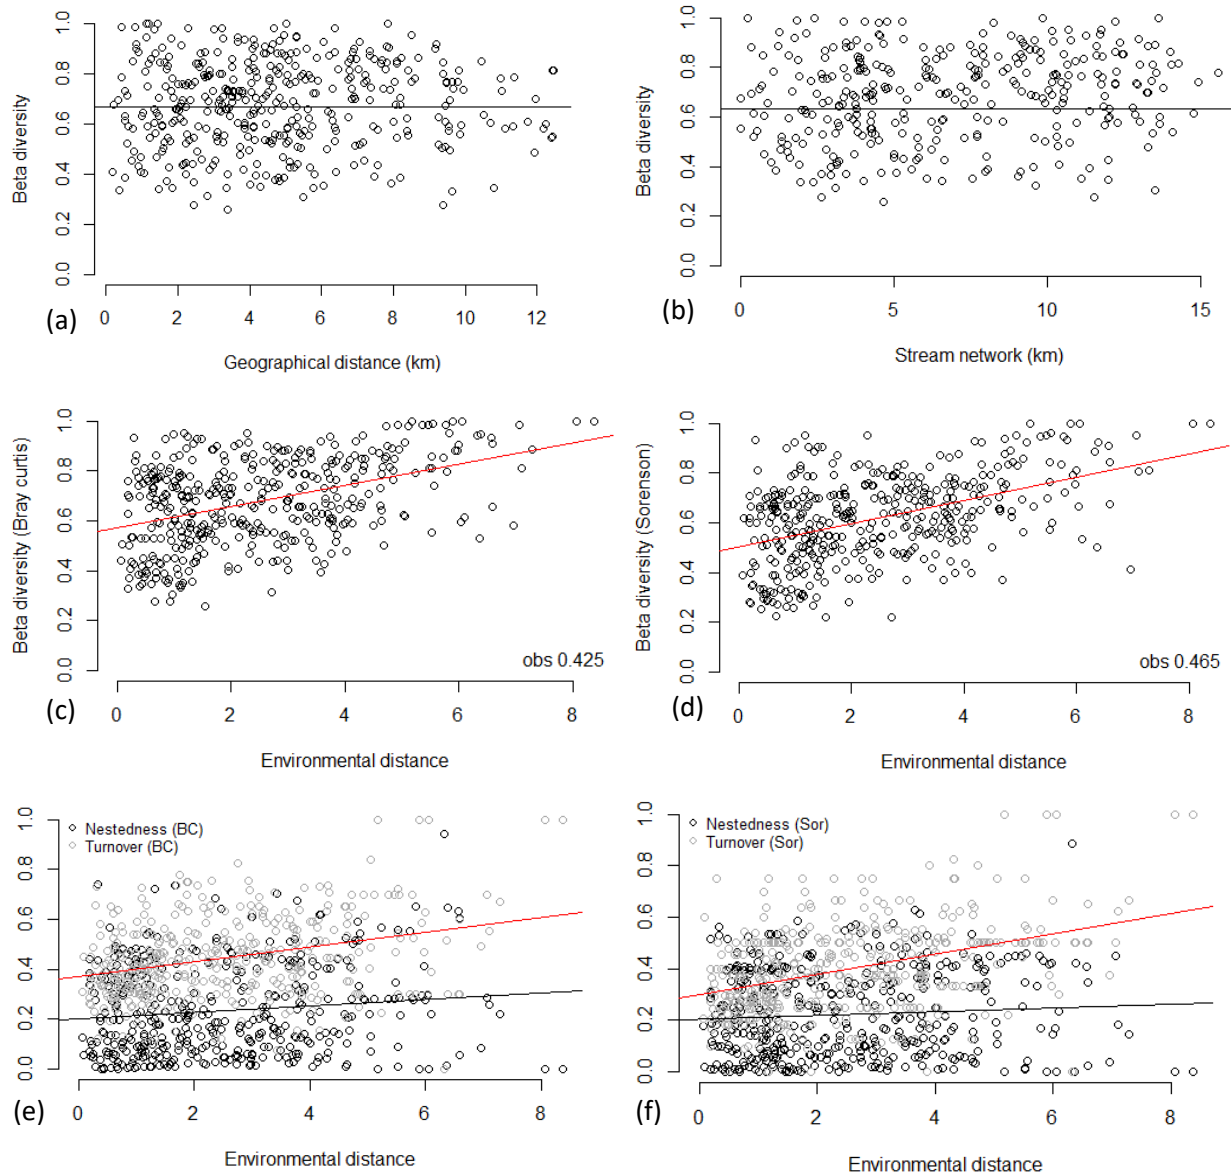 1.0
0.8
0.6
0.4
0.2
0.0
Beta diversity
0 2 4 6 8 10 12
(a)
Geographical distance (km)
1.0
0.8
0.6
0.4
0.2
0.0
Beta diversity
0 5 10 15
(b)
Stream network (km)
1.0
0.8
0.6
0.4
0.2
0.0
Beta diversity (Bray curtis)
obs 0.425
0 2 4 6 8
(c)
Environmental distance
1.0
0.8
0.6
0.4
0.2
0.0
Beta diversity (Sorenson)
obs 0.465
0 2 4 6 8
(d)
Environmental distance
1.0
0.8
0.6
0.4
0.2
0.0
Nestedness (BC)
Turnover (BC)
0 2 4 6 8
(e)
Environmental distance
1.0
0.8
0.6
0.4
0.2
0.0
Nestedness (Sor)
Turnover (Sor)
0 2 4 6 8
(f)
Environmental distance